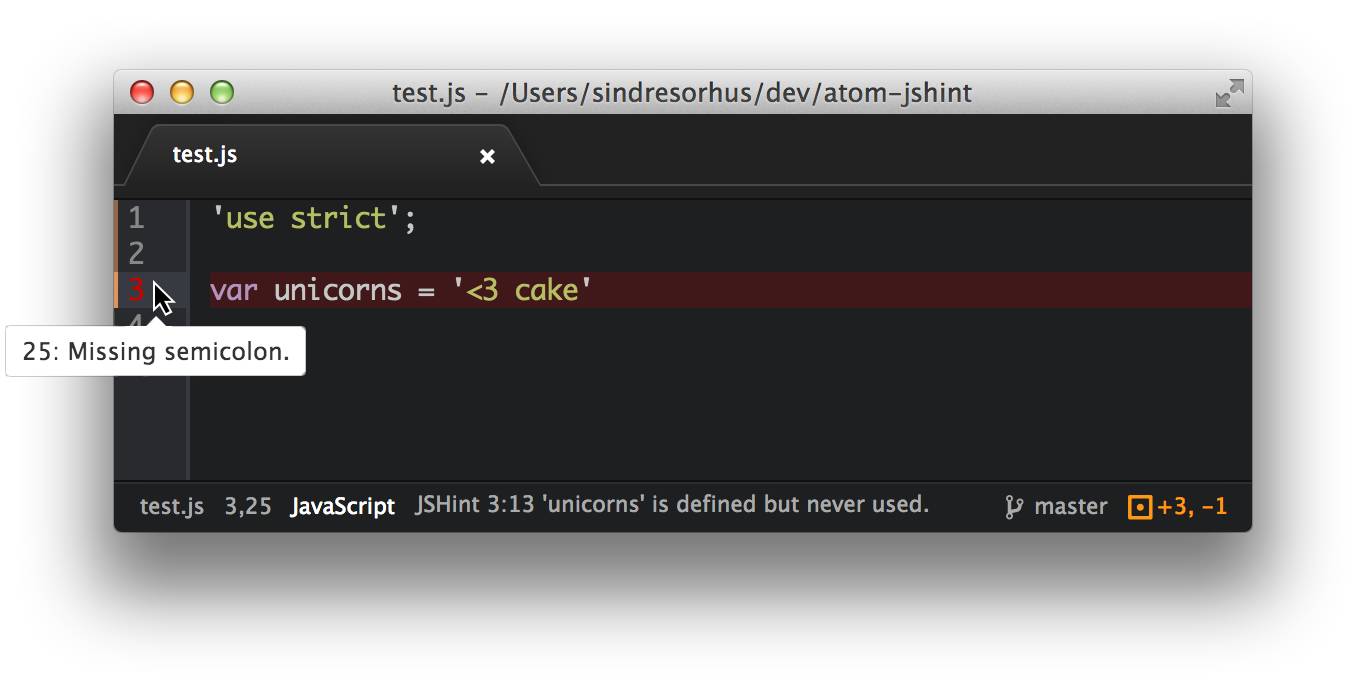 test.js – /Users/sindresorhus/dev/atom-jshint
test.js
1 'use strict';
2
3 var unicorns = '<3 cake'
4
25: Missing semicolon.
test.js 3,25 JavaScript JSHint 3:13 'unicorns' is defined but never used. master +3, -1